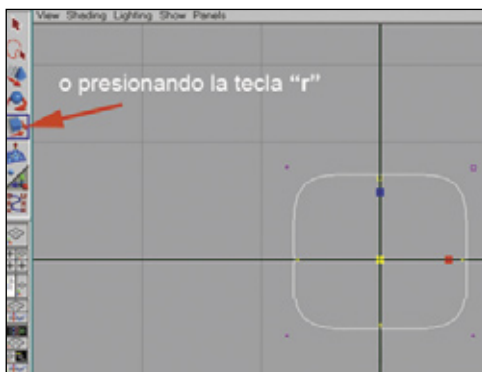 View Shading Lighting Show Panels
o presionando la tecla “r”